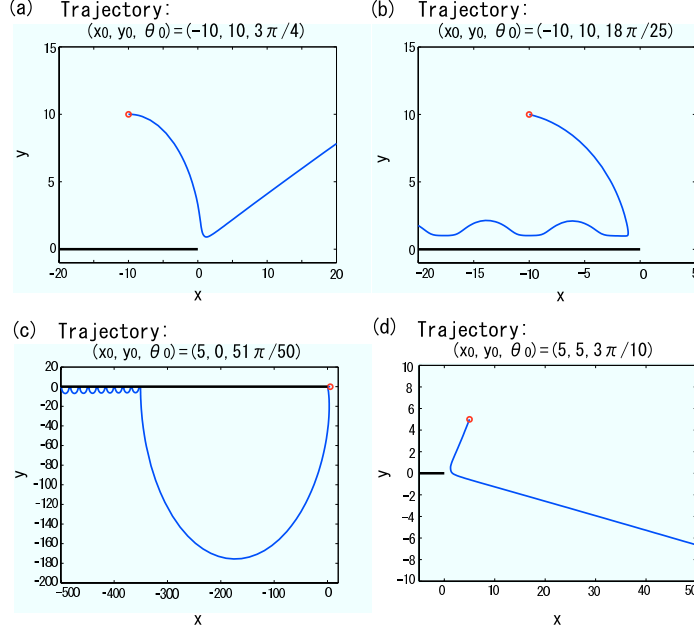 (a) Trajectory:
(x0, y0, θ0)=(-10, 10, 3π/4)
15
10
5
0
y
-20 -10 0 10 20
x
(b) Trajectory:
(x0, y0, θ0)=(-10, 10, 18π/25)
15
10
5
0
y
-20 -15 -10 -5 0 5
x
(c) Trajectory:
(x0, y0, θ0)=(5, 0, 51π/50)
20
0
-20
-40
-60
-80
-100
-120
-140
-160
-180
-200
y
-500 -400 -300 -200 -100 0
x
(d) Trajectory:
(x0, y0, θ0)=(5, 5, 3π/10)
10
8
6
4
2
0
-2
-4
-6
-8
-10
y
0 10 20 30 40 50
x